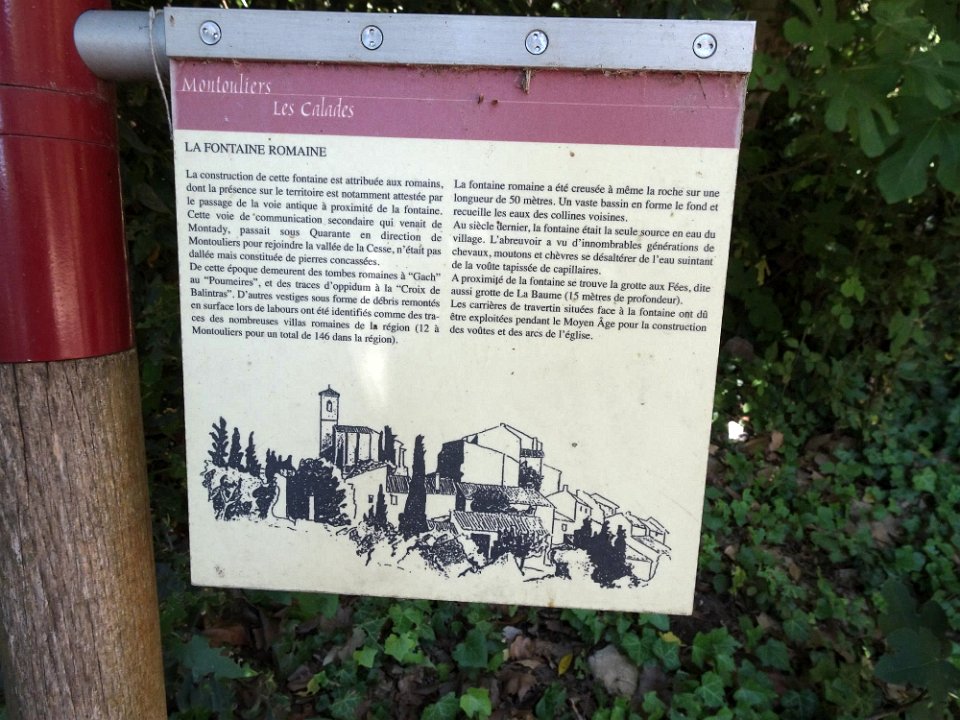 Montouliers
Les Calades
LA FONTAINE ROMAINE
La construction de cette fontaine est attribuée aux romains,
dont la présence sur le territoire est notamment attestée par
le passage de la voie antique à proximité de la fontaine.
Cette voie de communication secondaire qui venait de
Montady, passait sous Quarante en direction de
Montouliers pour rejoindre la vallée de la Cesse, n'était pas
dallée mais constituée de pierres concassées.
De cette époque demeurent des tombes romaines à "Gach"
au "Poumeires", et des traces d'oppidum à la "Croix de
Balintras". D'autres vestiges sous forme de débris remontés
en surface lors de labours ont été identifiés comme des tra-
ces des nombreuses villas romaines de la région (12 à
Montouliers pour un total de 146 dans la région).
La fontaine romaine a été creusée à même la roche sur une
longueur de 50 mètres. Un vaste bassin en forme le fond et
recueille les eaux des collines voisines.
Au siècle dernier, la fontaine était la seule source en eau du
village. L'abreuvoir a vu d'innombrables générations de
chevaux, moutons et chèvres se désaltérer de l'eau suintant
de la voûte tapissée de capillaires.
A proximité de la fontaine se trouve la grotte aux Fées, dite
aussi grotte de La Baume (15 mètres de profondeur).
Les carrières de travertin situées face à la fontaine ont dû
être exploitées pendant le Moyen Âge pour la construction
des voûtes et des arcs de l'église.